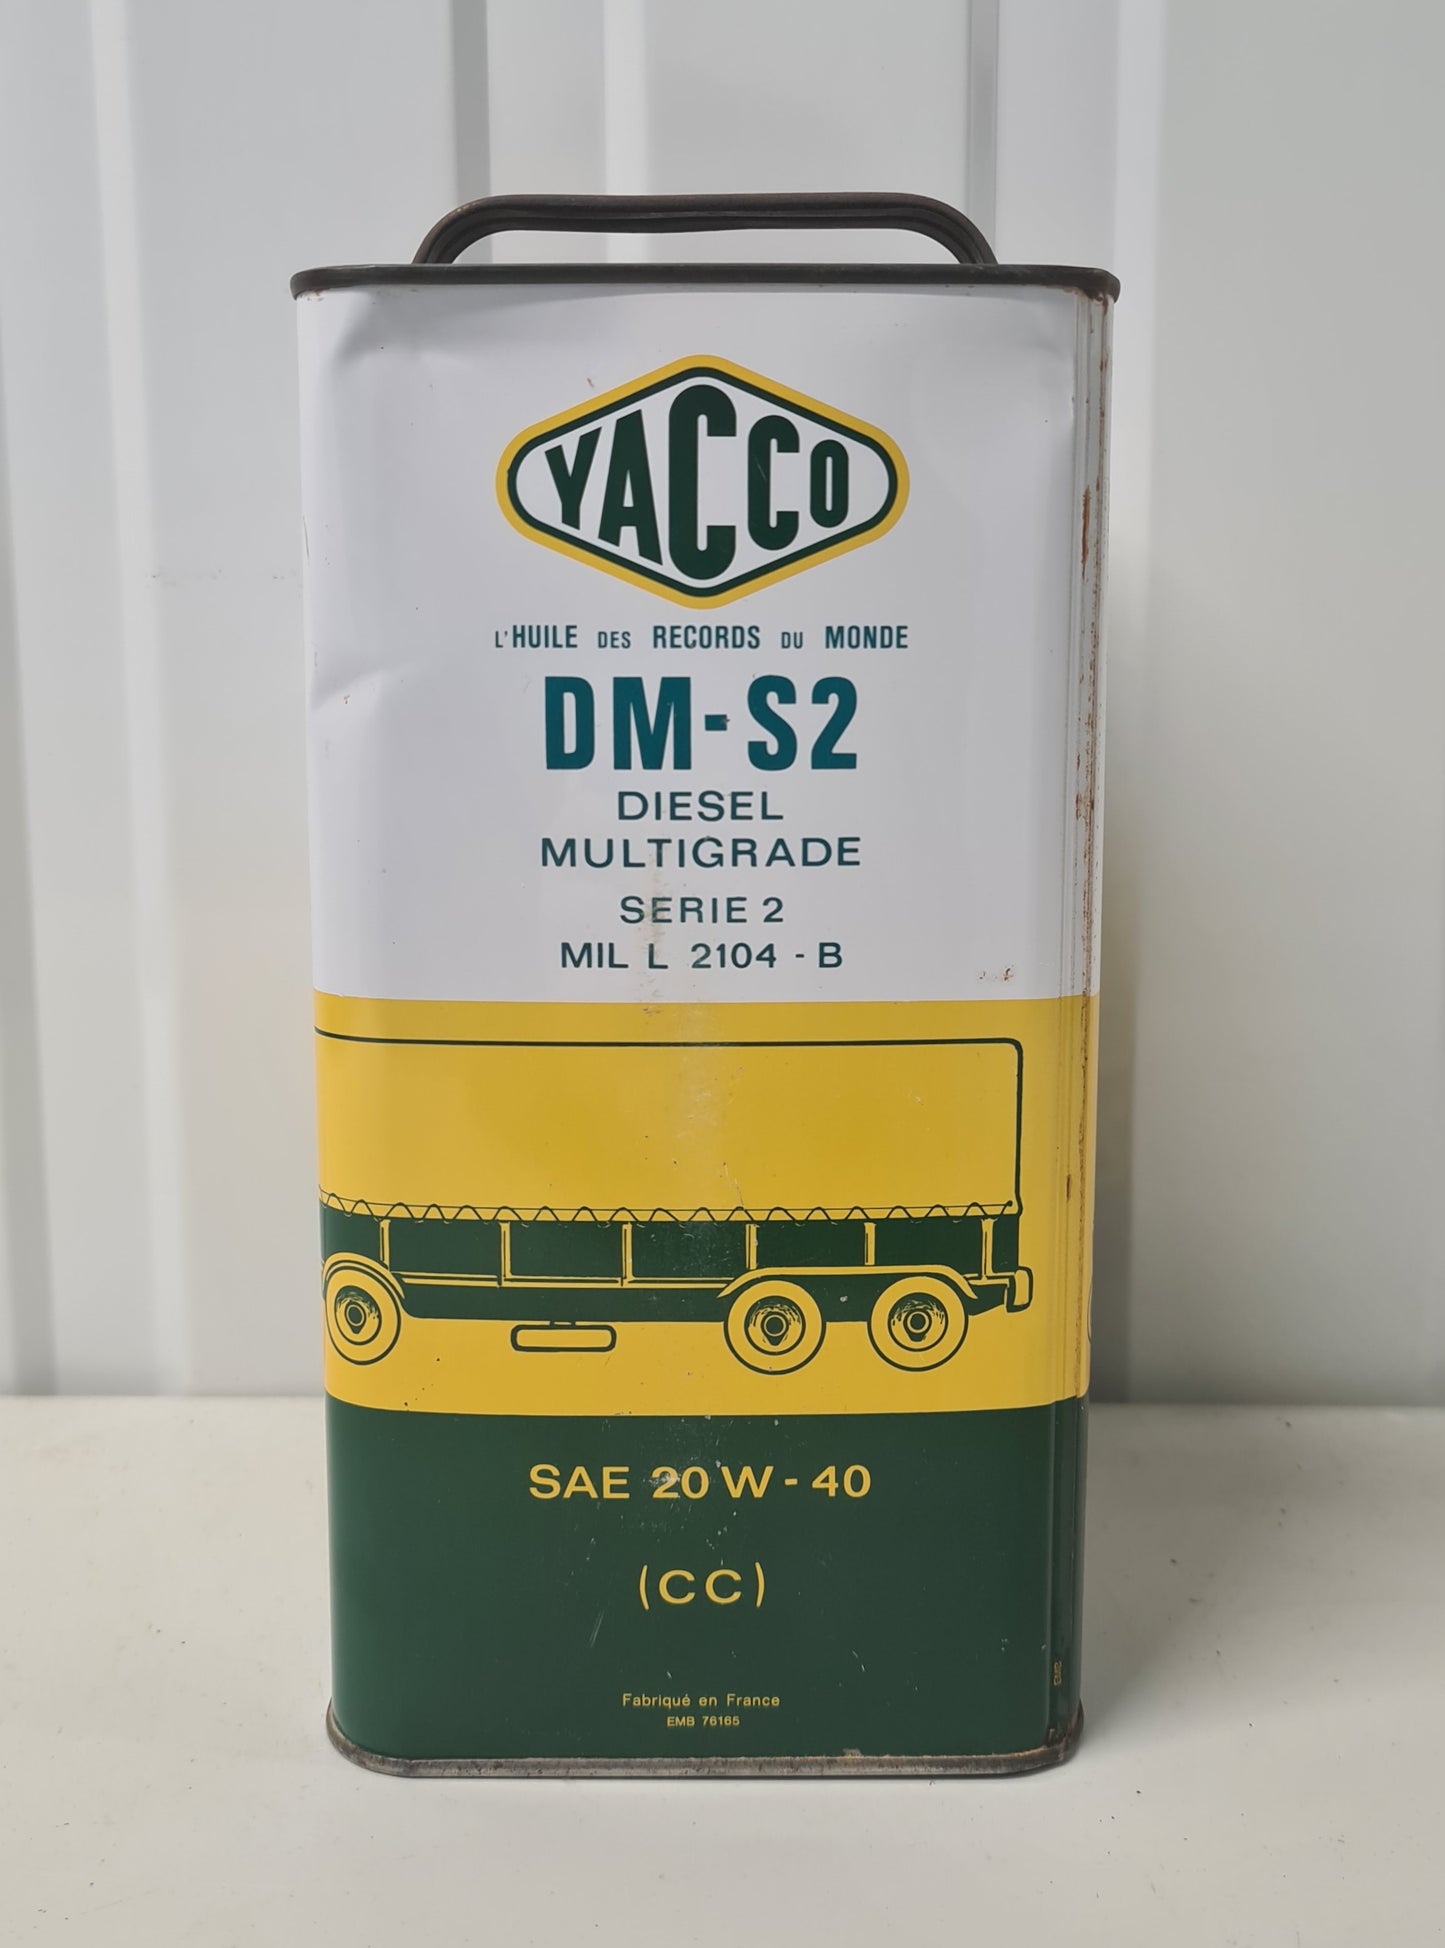 YACCO
L'HUILE DES RECORDS DU MONDE
DM-S2
DIESEL
MULTIGRADE
SERIE 2
MIL L 2104 - B
SAE 20 W - 40
(CC)
Fabriqué en France
EMB 76165